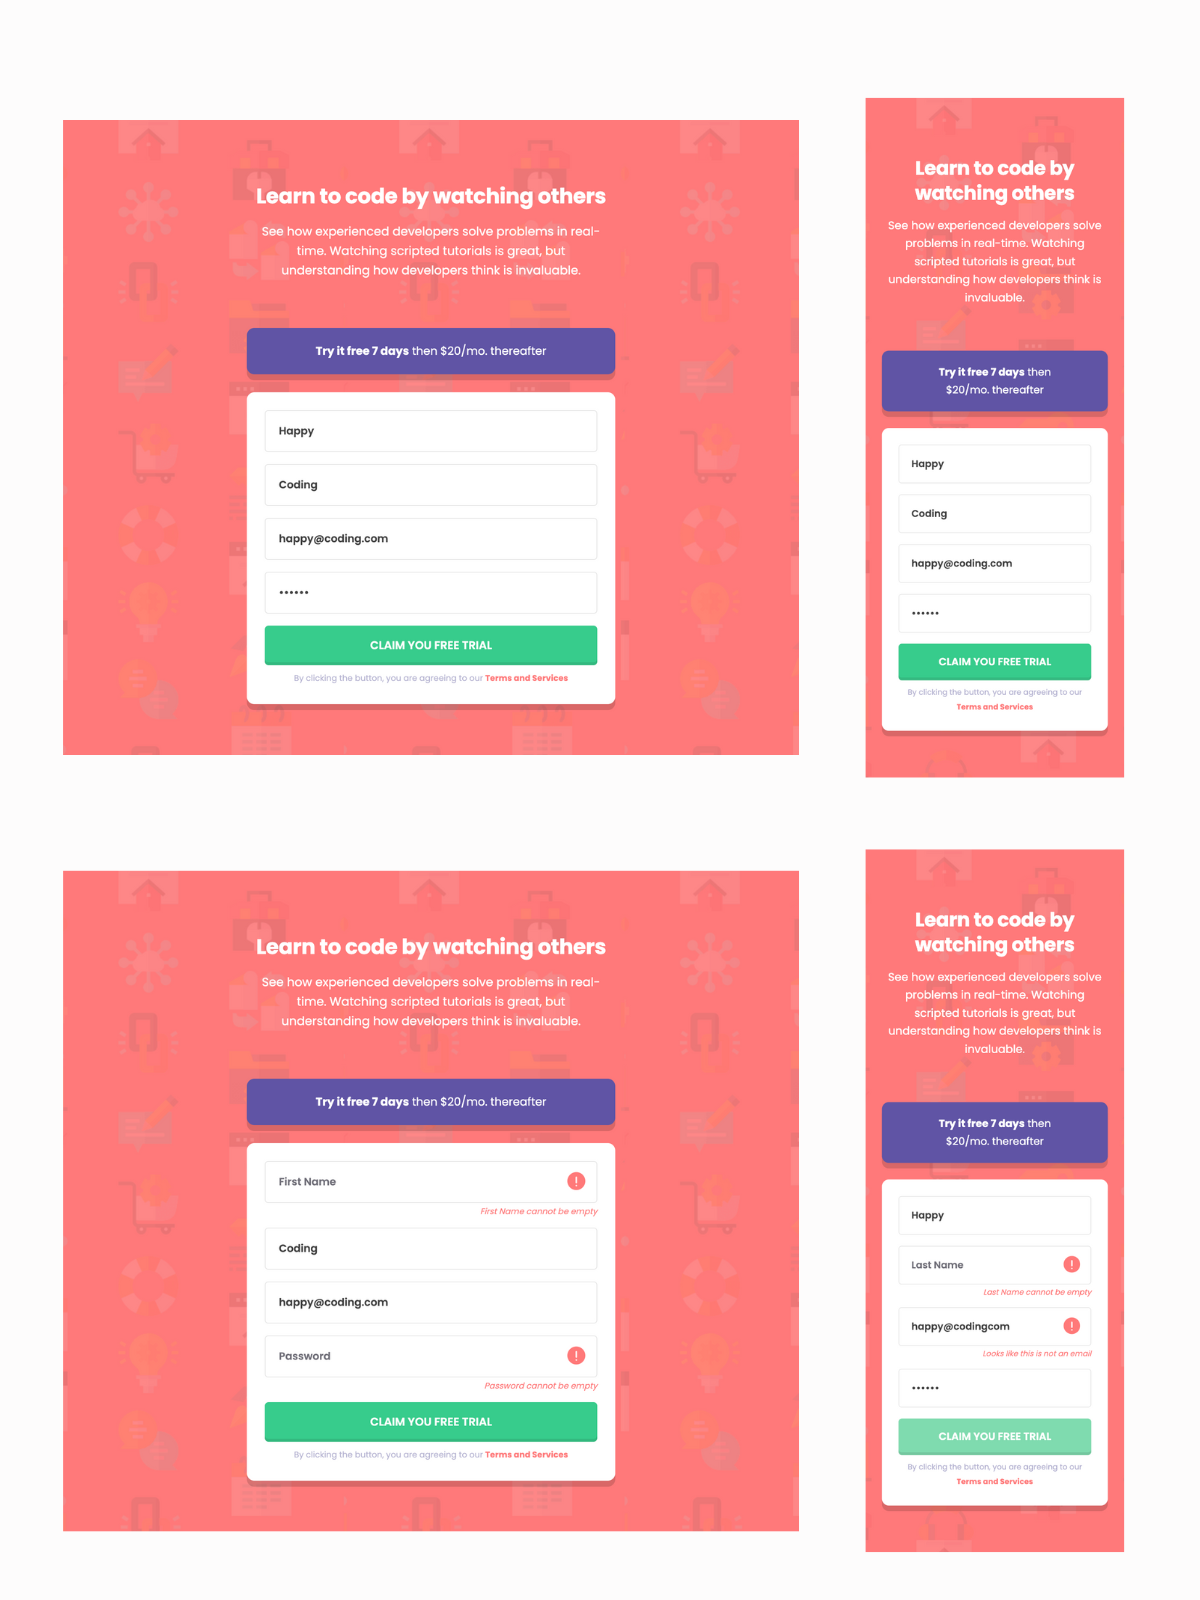 Learn to code by watching others
See how experienced developers solve problems in real-
time. Watching scripted tutorials is great, but
understanding how developers think is invaluable.
Try it free 7 days then $20/mo. thereafter
Happy
Coding
happy@coding.com
••••••
CLAIM YOU FREE TRIAL
By clicking the button, you are agreeing to our Terms and Services
Learn to code by
watching others
See how experienced developers solve
problems in real-time. Watching
scripted tutorials is great, but
understanding how developers think is
invaluable.
Try it free 7 days then
$20/mo. thereafter
Happy
Coding
happy@coding.com
••••••
CLAIM YOU FREE TRIAL
By clicking the button, you are agreeing to our
Terms and Services
Learn to code by watching others
See how experienced developers solve problems in real-
time. Watching scripted tutorials is great, but
understanding how developers think is invaluable.
Try it free 7 days then $20/mo. thereafter
First Name !
First Name cannot be empty
Coding
happy@coding.com
Password !
Password cannot be empty
CLAIM YOU FREE TRIAL
By clicking the button, you are agreeing to our Terms and Services
Learn to code by
watching others
See how experienced developers solve
problems in real-time. Watching
scripted tutorials is great, but
understanding how developers think is
invaluable.
Try it free 7 days then
$20/mo. thereafter
Happy
Last Name !
Last Name cannot be empty
happy@codingcom !
Looks like this is not an email
••••••
CLAIM YOU FREE TRIAL
By clicking the button, you are agreeing to our
Terms and Services